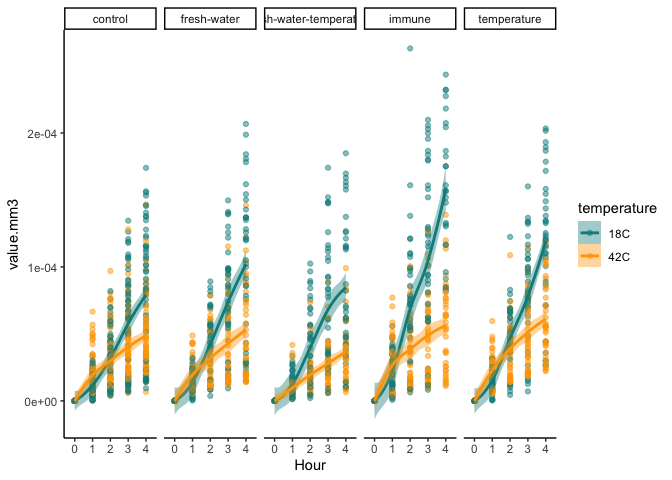 control fresh-water sh-water-temperat immune temperature
value.mm3
2e-04
1e-04
0e+00
0 1 2 3 4 0 1 2 3 4 0 1 2 3 4 0 1 2 3 4 0 1 2 3 4
Hour
temperature
18C
42C